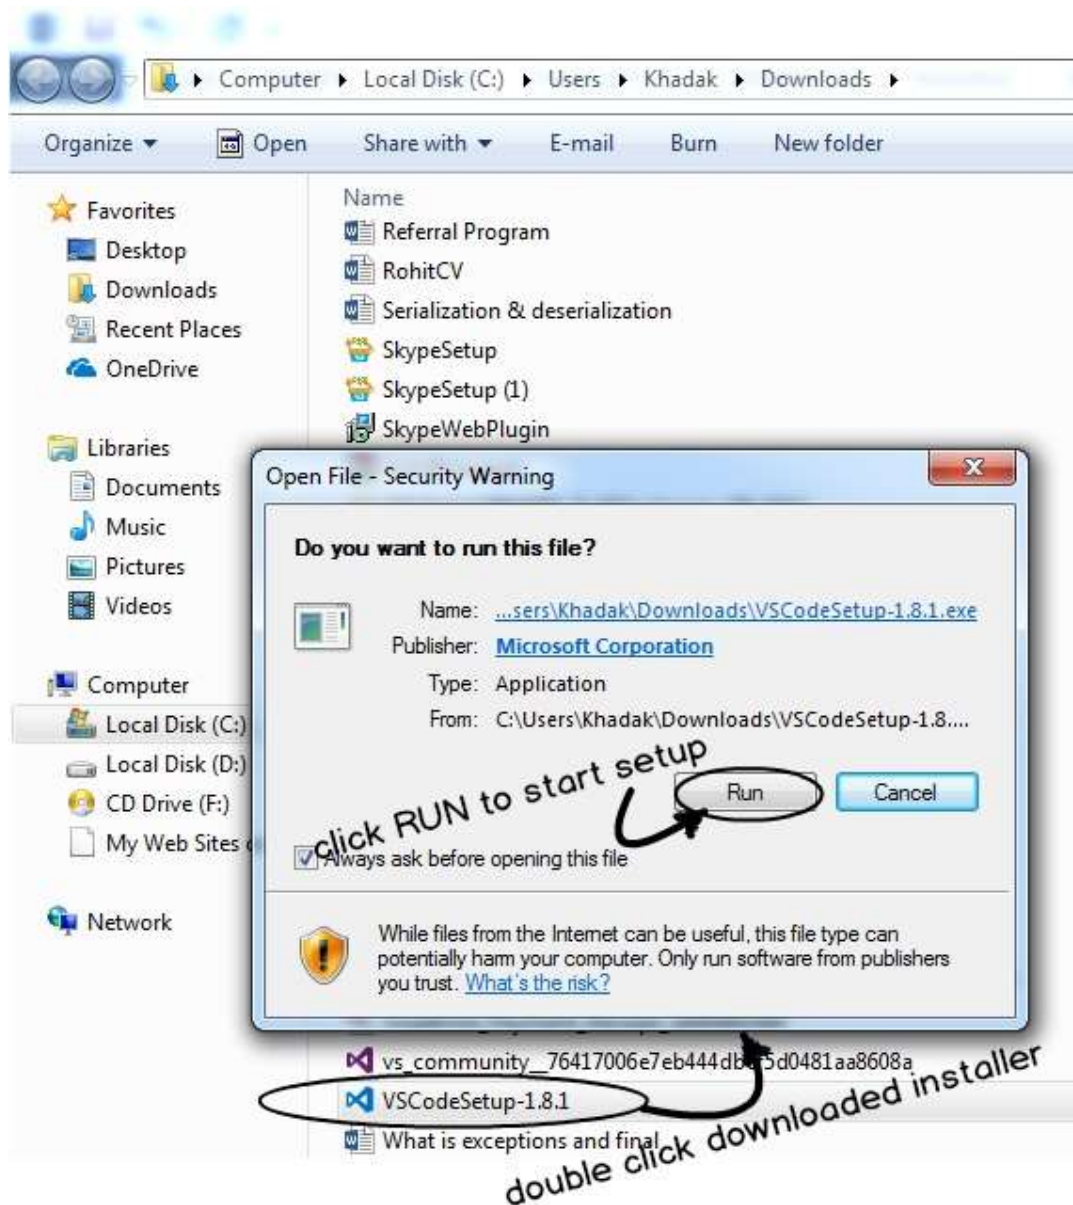 Computer Local Disk (C:) Users Khadak Downloads
Organize Open Share with E-mail Burn New folder
Favorites
Desktop
Downloads
Recent Places
OneDrive
Libraries
Documents
Music
Pictures
Videos
Computer
Local Disk (C:)
Local Disk (D:)
CD Drive (F:)
My Web Sites
Network
Name
Referral Program
RohitCV
Serialization & deserialization
SkypeSetup
SkypeSetup (1)
SkypeWebPlugin
Open File - Security Warning
Do you want to run this file?
Name: ...sers\Khadak\Downloads\VSCodeSetup-1.8.1.exe
Publisher: Microsoft Corporation
Type: Application
From: C:\Users\Khadak\Downloads\VSCodeSetup-1.8....
click RUN to start setup
Run Cancel
Always ask before opening this file
While files from the Internet can be useful, this file type can
potentially harm your computer. Only run software from publishers
you trust. What's the risk?
VSCodeSetup-1.8.1
What is exceptions and final
double click downloaded installer